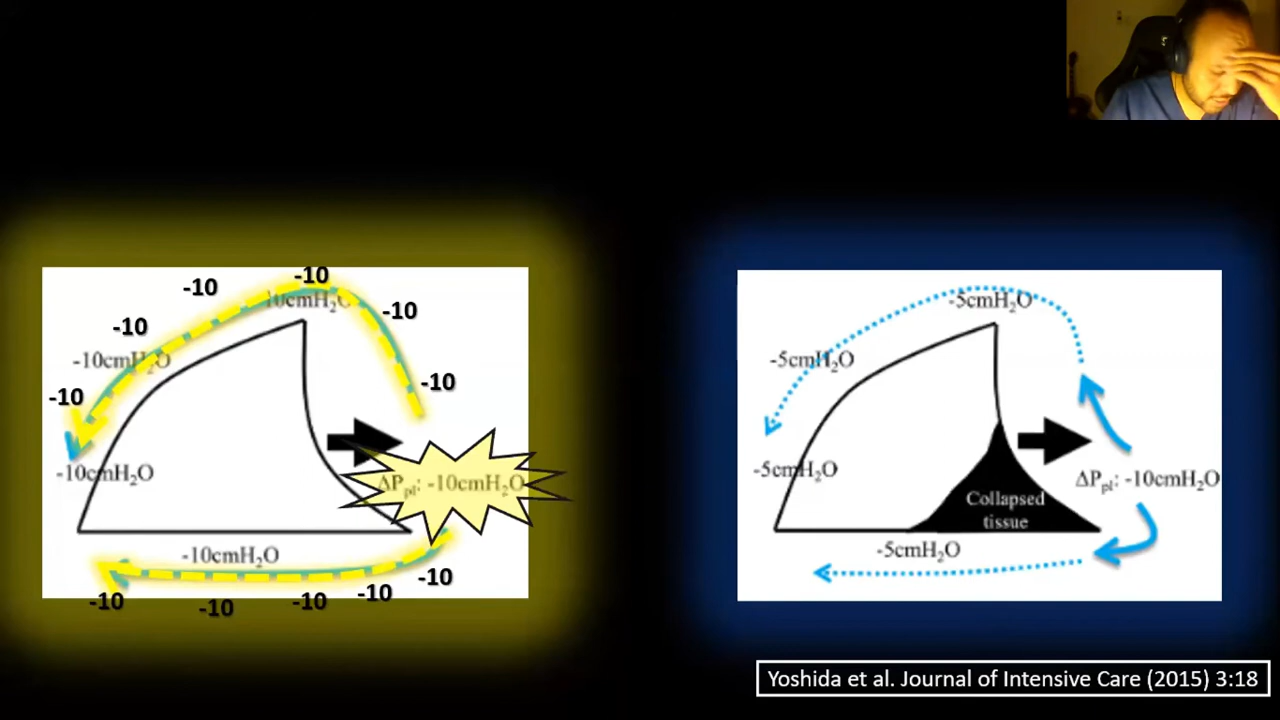 -10
-10
10cmH₂O
-10
-10
-10cmH₂O
-10
-10
-10cmH₂O
ΔPpl: -10cmH₂O
-10cmH₂O
-10
-10
-10
-10
-10
-5cmH₂O
-5cmH₂O
-5cmH₂O
ΔPpl: -10cmH₂O
Collapsed
tissue
-5cmH₂O
Yoshida et al. Journal of Intensive Care (2015) 3:18